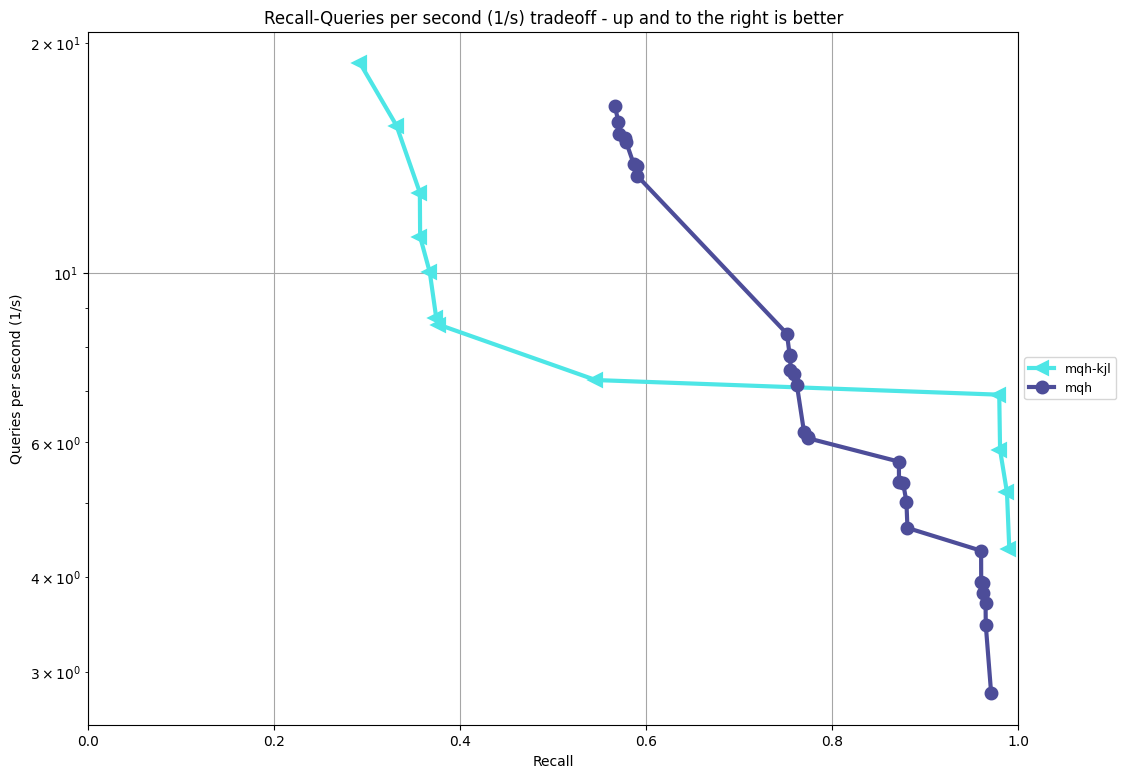 Recall-Queries per second (1/s) tradeoff - up and to the right is better
Queries per second (1/s)
2 × 10¹
10¹
6 × 10⁰
4 × 10⁰
3 × 10⁰
0.0 0.2 0.4 0.6 0.8 1.0
Recall
mqh-kjl
mqh